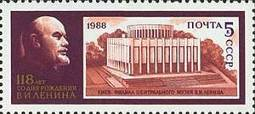 1988
ПОЧТА 5 К
СССР
118 ЛЕТ
СО ДНЯ РОЖДЕНИЯ
В.И.ЛЕНИНА
КИЕВ. ФИЛИАЛ ЦЕНТРАЛЬНОГО МУЗЕЯ В.И.ЛЕНИНА